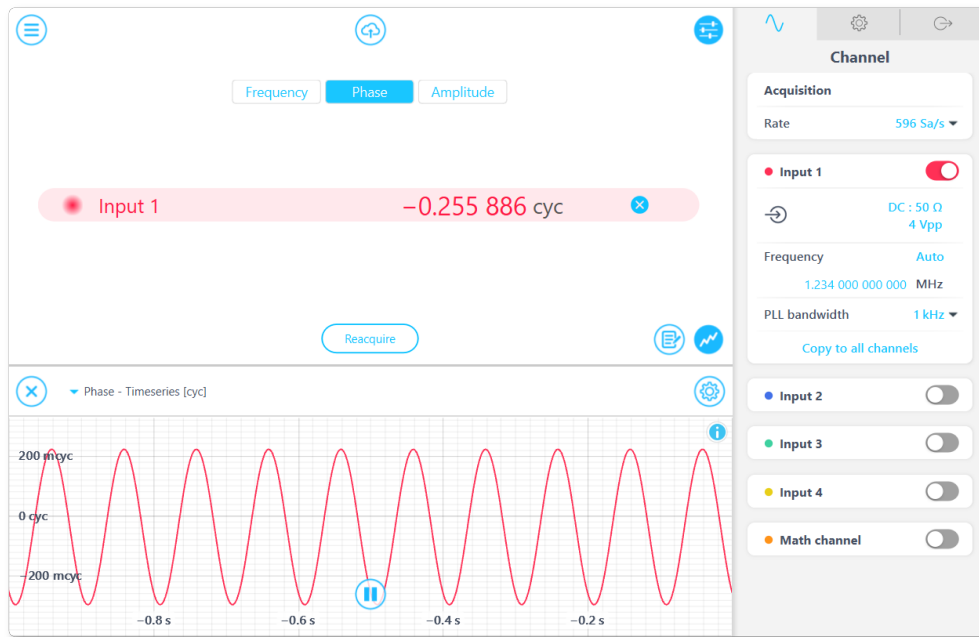 Frequency
Phase
Amplitude
Input 1
−0.255 886 cyc
Reacquire
Phase - Timeseries [cyc]
200 mcyc
0 cyc
−200 mcyc
−0.8 s
−0.6 s
−0.4 s
−0.2 s
Channel
Acquisition
Rate
596 Sa/s
Input 1
DC : 50 Ω
4 Vpp
Frequency
Auto
1.234 000 000 000 MHz
PLL bandwidth
1 kHz
Copy to all channels
Input 2
Input 3
Input 4
Math channel